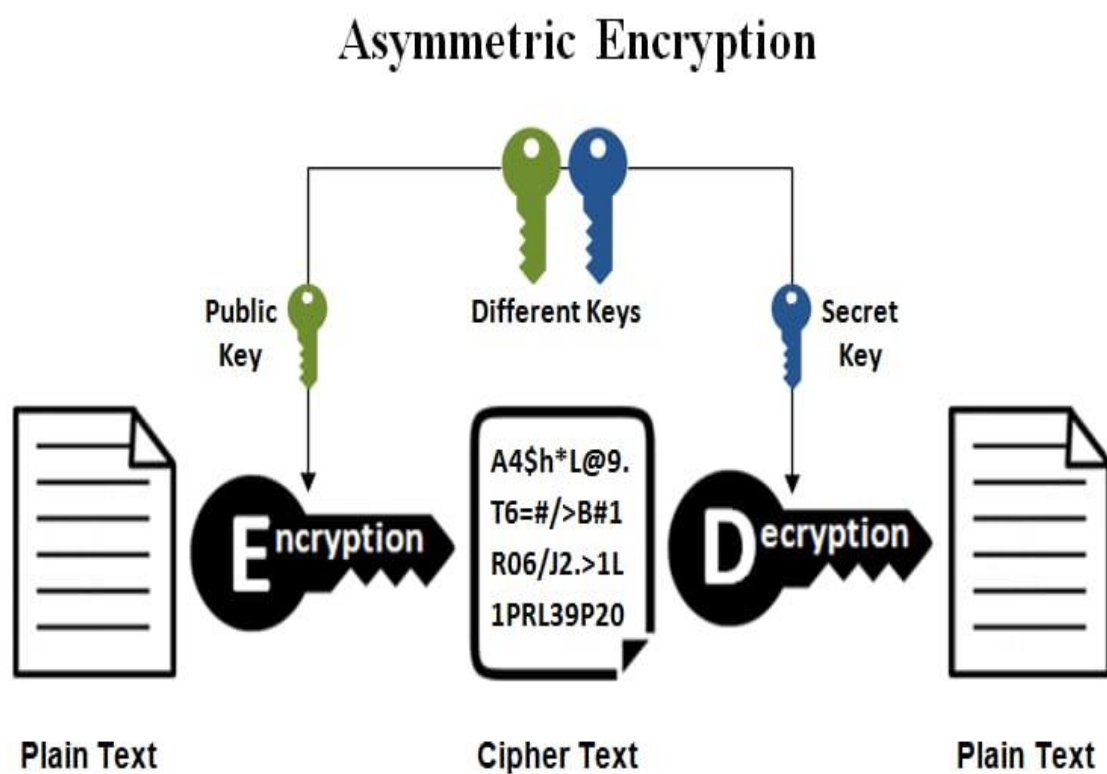 Asymmetric Encryption
Public
Key
Different Keys
Secret
Key
Encryption
A4$h*L@9.
T6=#/>B#1
R06/J2.>1L
1PRL39P20
Decryption
Plain Text
Cipher Text
Plain Text